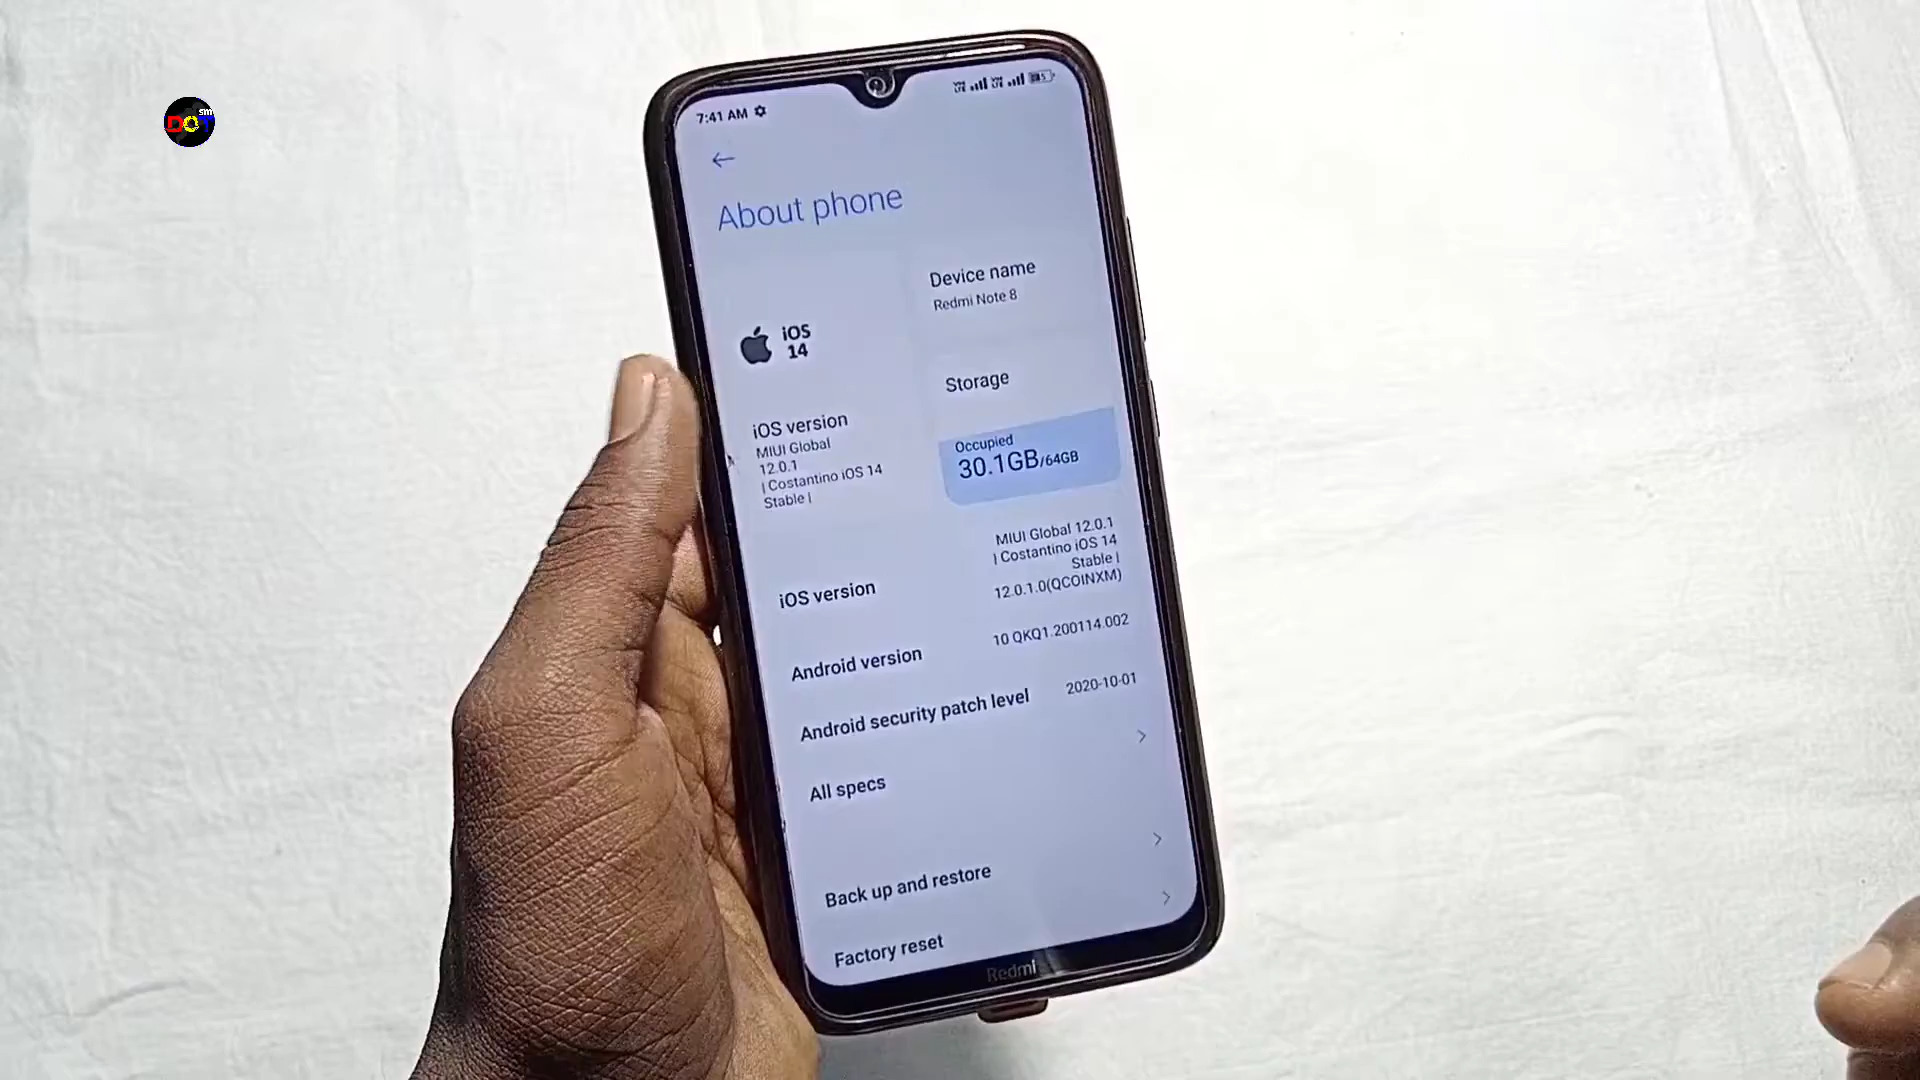 DOT
SM
7:41 AM
About phone
Device name
Redmi Note 8
iOS
14
Storage
iOS version
MIUI Global
12.0.1
| Costantino iOS 14
Stable |
Occupied
30.1GB/64GB
iOS version
MIUI Global 12.0.1
| Costantino iOS 14
Stable |
12.0.1.0(QCOINXM)
Android version
10 QKQ1.200114.002
Android security patch level
2020-10-01
All specs
Back up and restore
Factory reset
Redmi